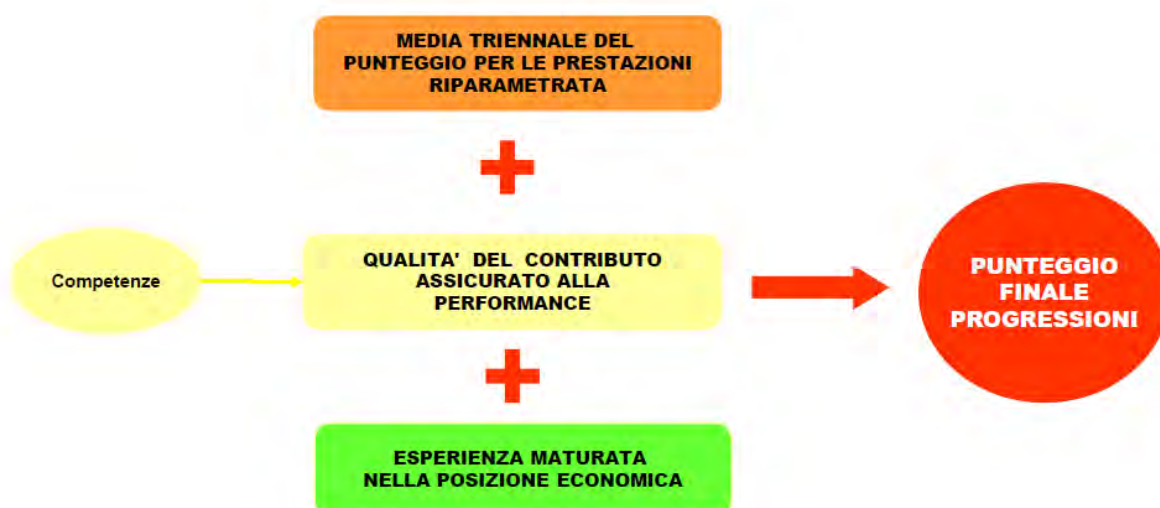 MEDIA TRIENNALE DEL
PUNTEGGIO PER LE PRESTAZIONI
RIPARAMETRATA
Competenze
QUALITA' DEL CONTRIBUTO
ASSICURATO ALLA
PERFORMANCE
PUNTEGGIO
FINALE
PROGRESSIONI
ESPERIENZA MATURATA
NELLA POSIZIONE ECONOMICA